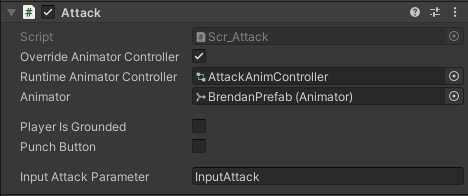 Attack
Script Scr_Attack
Override Animator Controller
Runtime Animator Controller AttackAnimController
Animator BrendanPrefab (Animator)
Player Is Grounded
Punch Button
Input Attack Parameter InputAttack